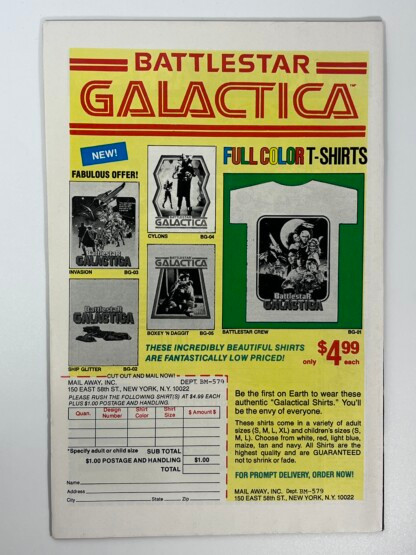 BATTLESTAR
GALACTICA™
NEW!
FULL COLOR T-SHIRTS
FABULOUS OFFER!
BATTLESTAR
GALACTICA
CYLONS BG-04
Battlestar
GALACTICA
INVASION BG-03
Battlestar
GALACTICA
BOXEY 'N DAGGIT BG-05
Battlestar
GALACTICA
SHIP GLITTER BG-02
Battlestar
GALACTICA
BATTLESTAR CREW BG-01
THESE INCREDIBLY BEAUTIFUL SHIRTS
ARE FANTASTICALLY LOW PRICED!
only $4.99 each
CUT OUT AND MAIL NOW!
MAIL AWAY, INC. DEPT. BM-579
150 EAST 58th ST., NEW YORK, N.Y. 10022
PLEASE RUSH THE FOLLOWING SHIRT(S) AT $4.99 EACH
PLUS $1.00 POSTAGE AND HANDLING.
Quan. Design Number Shirt Color Shirt Size $ Amount $
*Specify adult or child size SUB TOTAL
$1.00 POSTAGE AND HANDLING $1.00
TOTAL
Name
Address
City State Zip
Be the first on Earth to wear these
authentic "Galactical Shirts." You'll
be the envy of everyone.
These shirts come in a variety of adult
sizes (S, M, L, XL) and children's sizes (S,
M, L). Choose from white, red, light blue,
maize, tan and navy. All Shirts are the
highest quality and are GUARANTEED
not to shrink or fade.
FOR PROMPT DELIVERY, ORDER NOW!
MAIL AWAY, INC. Dept. BM-579
150 EAST 58th ST., NEW YORK, N.Y. 10022